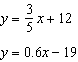 y = 3/5 x + 12
y = 0.6x − 19